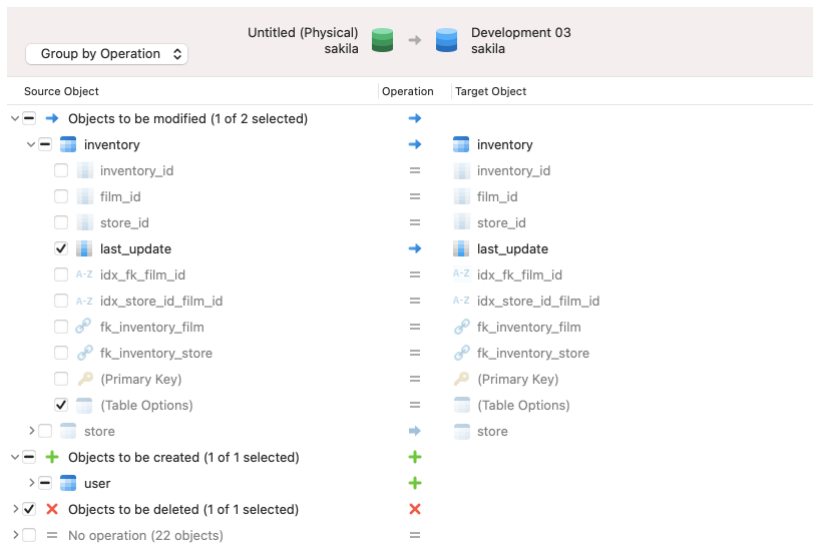 Untitled (Physical)
sakila
Development 03
sakila
Group by Operation
Source Object Operation Target Object
Objects to be modified (1 of 2 selected)
inventory inventory
inventory_id = inventory_id
film_id = film_id
store_id = store_id
last_update last_update
A-Z idx_fk_film_id = A-Z idx_fk_film_id
A-Z idx_store_id_film_id = A-Z idx_store_id_film_id
fk_inventory_film = fk_inventory_film
fk_inventory_store = fk_inventory_store
(Primary Key) = (Primary Key)
(Table Options) = (Table Options)
store store
Objects to be created (1 of 1 selected)
user
Objects to be deleted (1 of 1 selected)
= No operation (22 objects) =